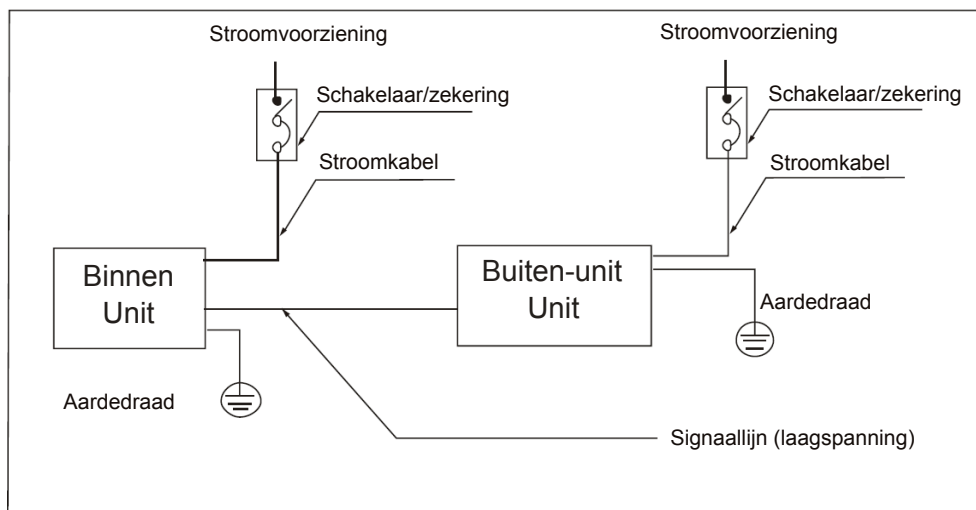 Stroomvoorziening
Stroomvoorziening
Schakelaar/zekering
Schakelaar/zekering
Stroomkabel
Stroomkabel
Binnen
Unit
Buiten-unit
Unit
Aardedraad
Aardedraad
Signaallijn (laagspanning)